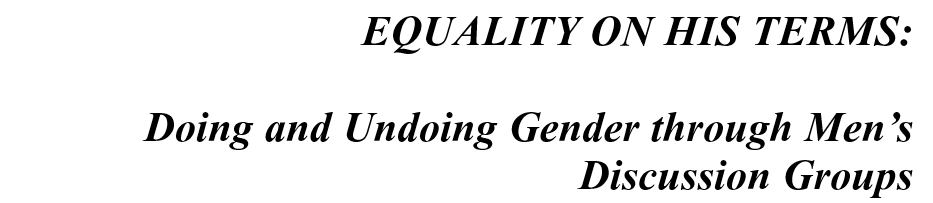 EQUALITY ON HIS TERMS:
Doing and Undoing Gender through Men’s
Discussion Groups